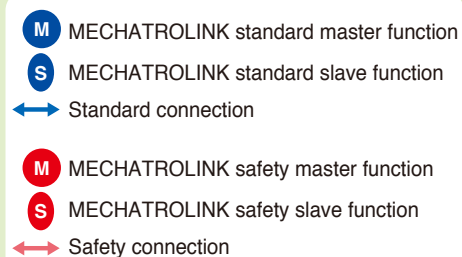 M MECHATROLINK standard master function
S MECHATROLINK standard slave function
Standard connection
M MECHATROLINK safety master function
S MECHATROLINK safety slave function
Safety connection